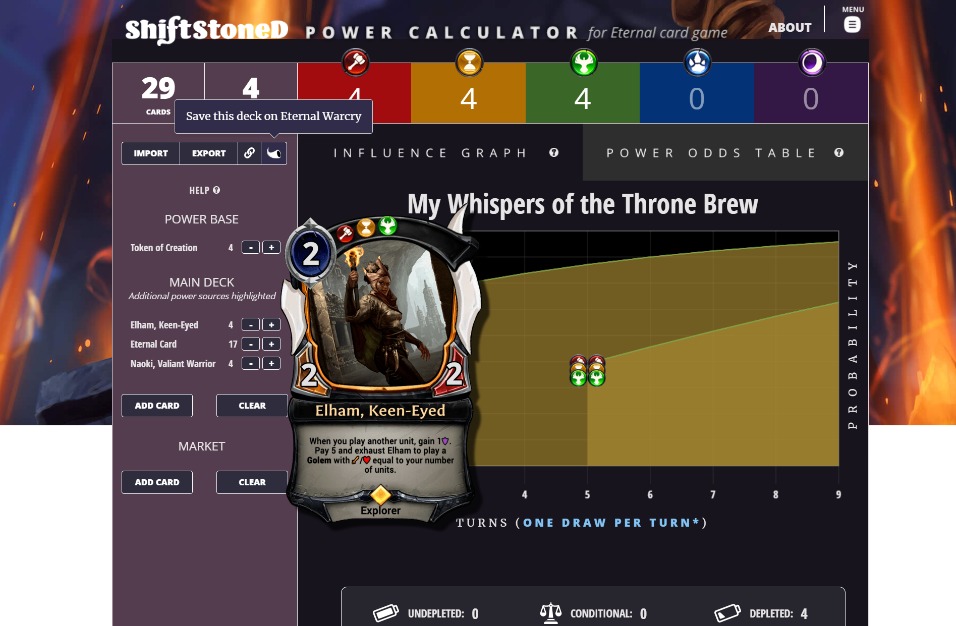 ShiftStoneD POWER CALCULATOR for Eternal card game
ABOUT
MENU
29
CARDS
4
4
4
4
0
0
Save this deck on Eternal Warcry
IMPORT
EXPORT
HELP ?
POWER BASE
Token of Creation 4 - +
MAIN DECK
Additional power sources highlighted
Elham, Keen-Eyed 4 - +
Eternal Card 17 - +
Naoki, Valiant Warrior 4 - +
ADD CARD
CLEAR
MARKET
ADD CARD
CLEAR
INFLUENCE GRAPH ?
POWER ODDS TABLE ?
My Whispers of the Throne Brew
2
2
2
Elham, Keen-Eyed
When you play another unit, gain 1.
Pay 5 and exhaust Elham to play a
Golem with / equal to your number
of units.
Explorer
4 5 6 7 8 9
PROBABILITY
TURNS (ONE DRAW PER TURN*)
UNDEPLETED: 0
CONDITIONAL: 0
DEPLETED: 4